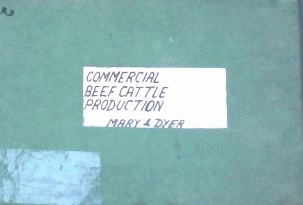 COMMERCIAL
BEEF CATTLE
PRODUCTION
MARY & DYER